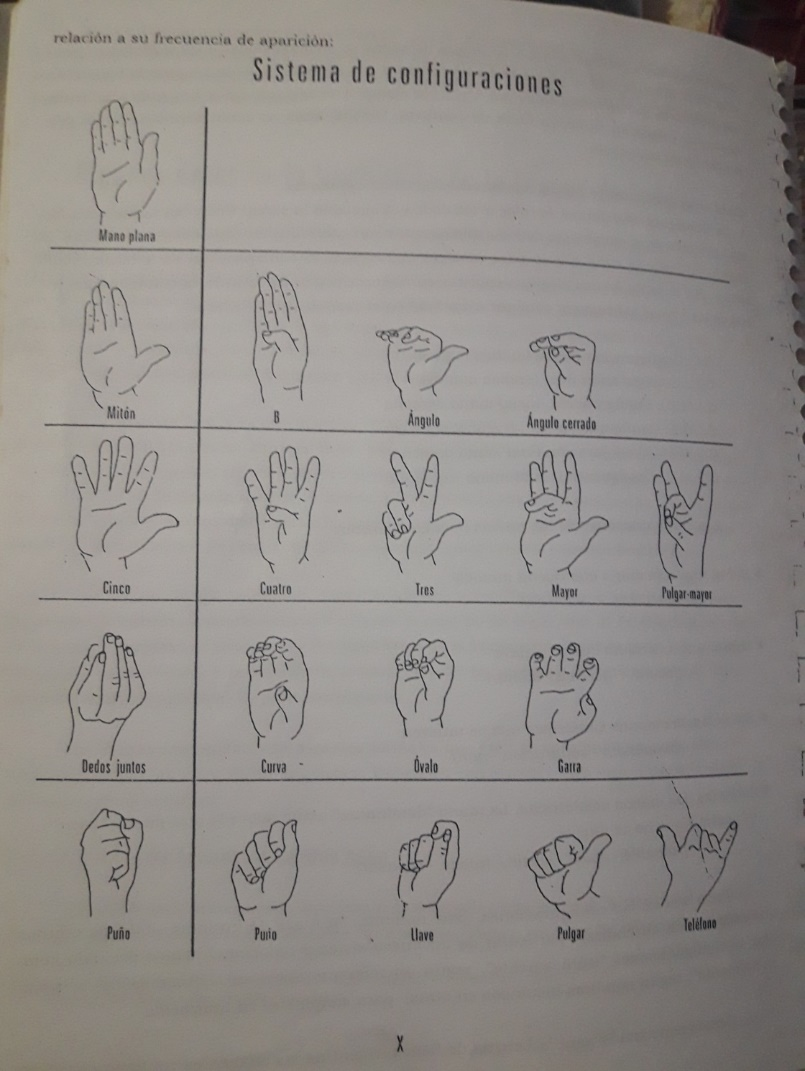 relación a su frecuencia de aparición:
Sistema de configuraciones
Mano plana
Mitón
B
Ángulo
Ángulo cerrado
Cinco
Cuatro
Tres
Mayor
Pulgar-mayor
Dedos juntos
Curva
Óvalo
Garra
Puño
Puño
Llave
Pulgar
Teléfono
X